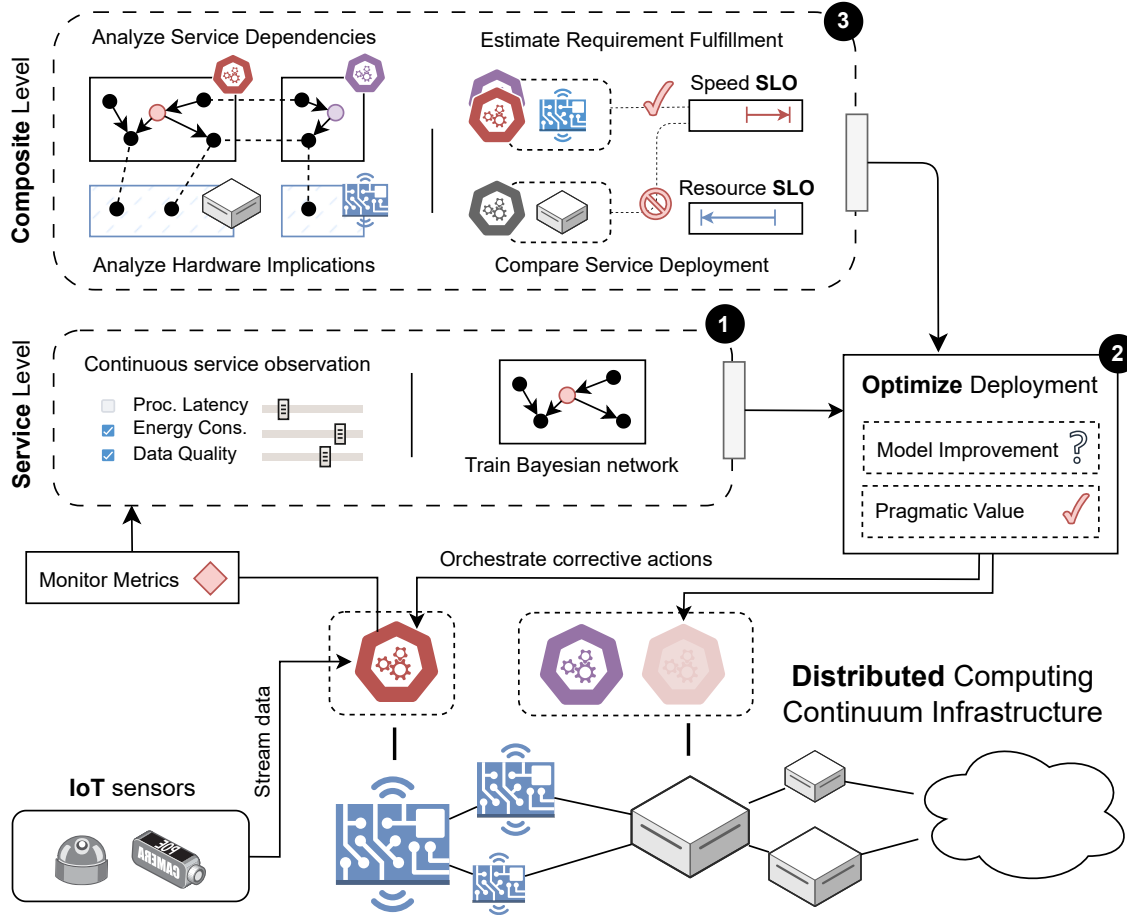 3
Composite Level
Analyze Service Dependencies
Estimate Requirement Fulfillment
Speed SLO
Resource SLO
Analyze Hardware Implications
Compare Service Deployment
1
Service Level
Continuous service observation
Proc. Latency
Energy Cons.
Data Quality
Train Bayesian network
2
Optimize Deployment
Model Improvement
?
Pragmatic Value
Monitor Metrics
Orchestrate corrective actions
Stream data
Distributed Computing
Continuum Infrastructure
IoT sensors
POE
CAMERA